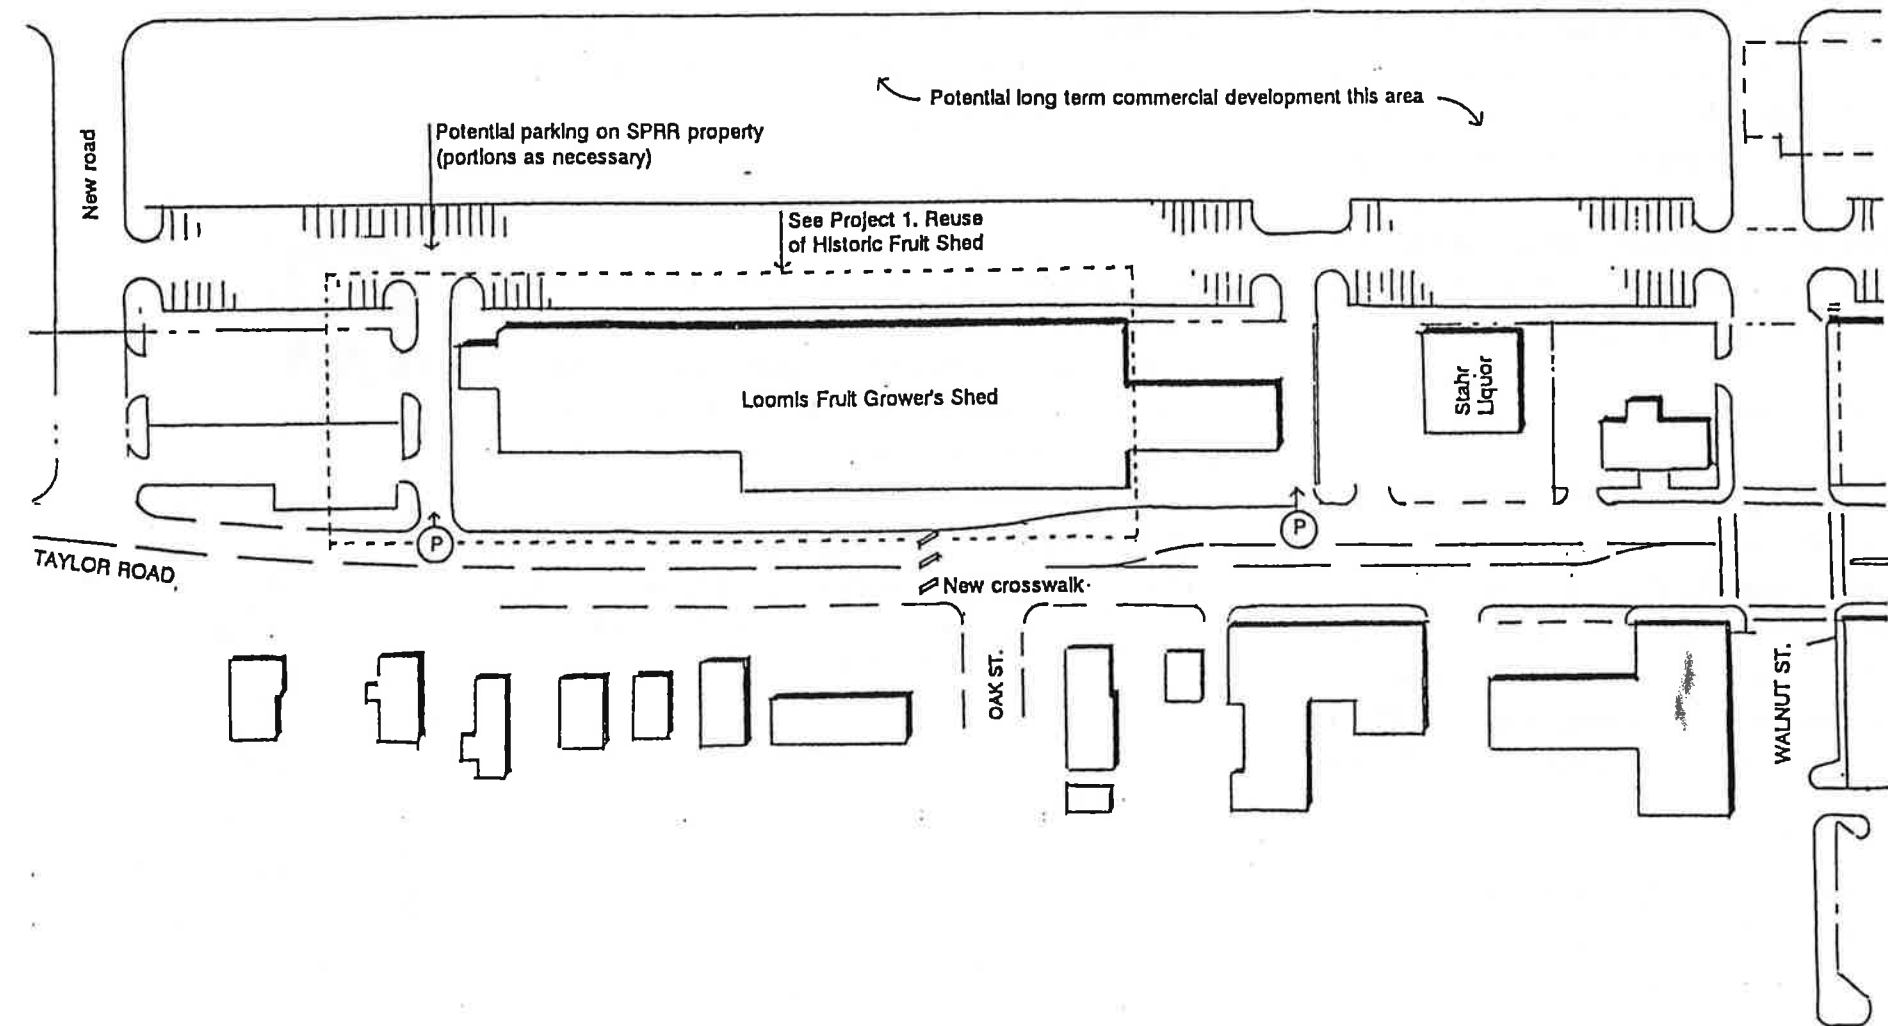 Potential long term commercial development this area
Potential parking on SPRR property
(portions as necessary)
New road
See Project 1. Reuse
of Historic Fruit Shed
Loomis Fruit Grower's Shed
Stahr
Liquor
P
P
TAYLOR ROAD
New crosswalk
OAK ST.
WALNUT ST.